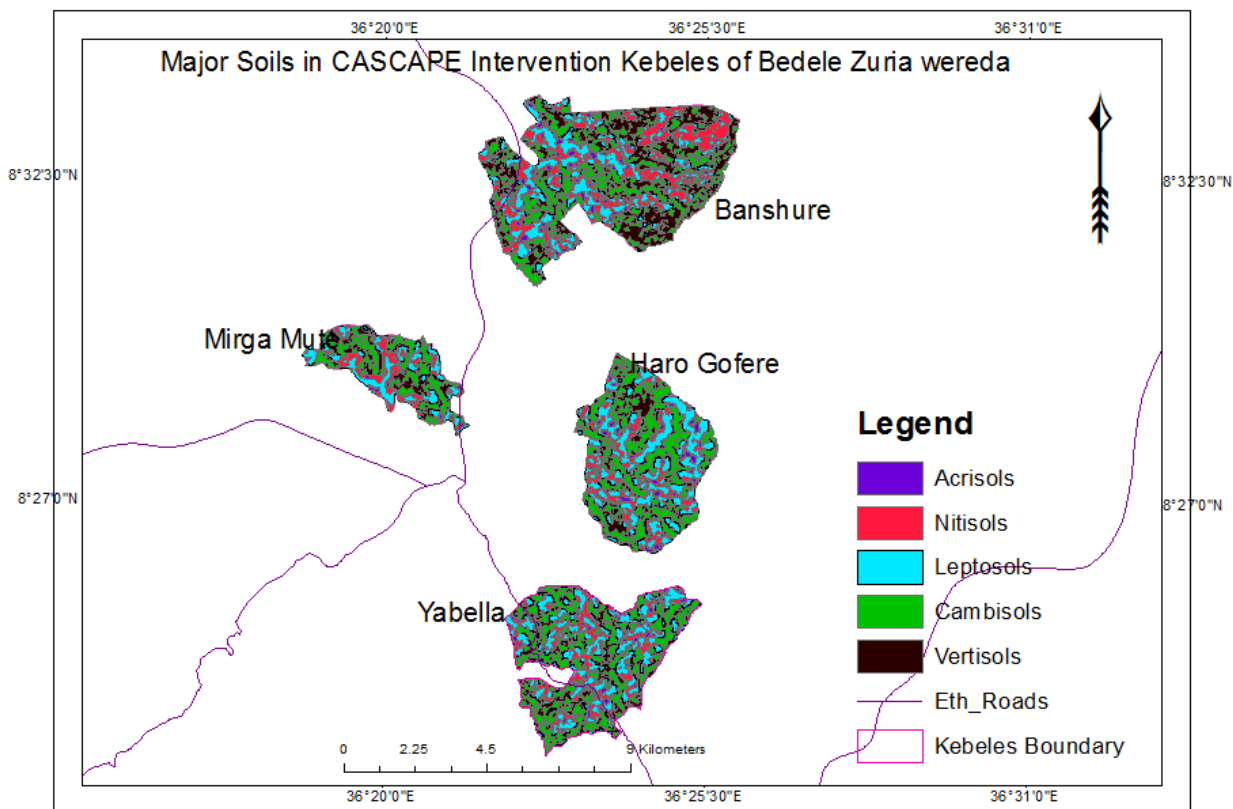 36°20'0"E 36°25'30"E 36°31'0"E
Major Soils in CASCAPE Intervention Kebeles of Bedele Zuria wereda
8°32'30"N 8°32'30"N
Banshure
Mirga Mute
Haro Gofere
Legend
Acrisols
8°27'0"N 8°27'0"N
Nitisols
Leptosols
Yabella
Cambisols
Vertisols
Eth_Roads
Kebeles Boundary
0 2.25 4.5 9 Kilometers
36°20'0"E 36°25'30"E 36°31'0"E